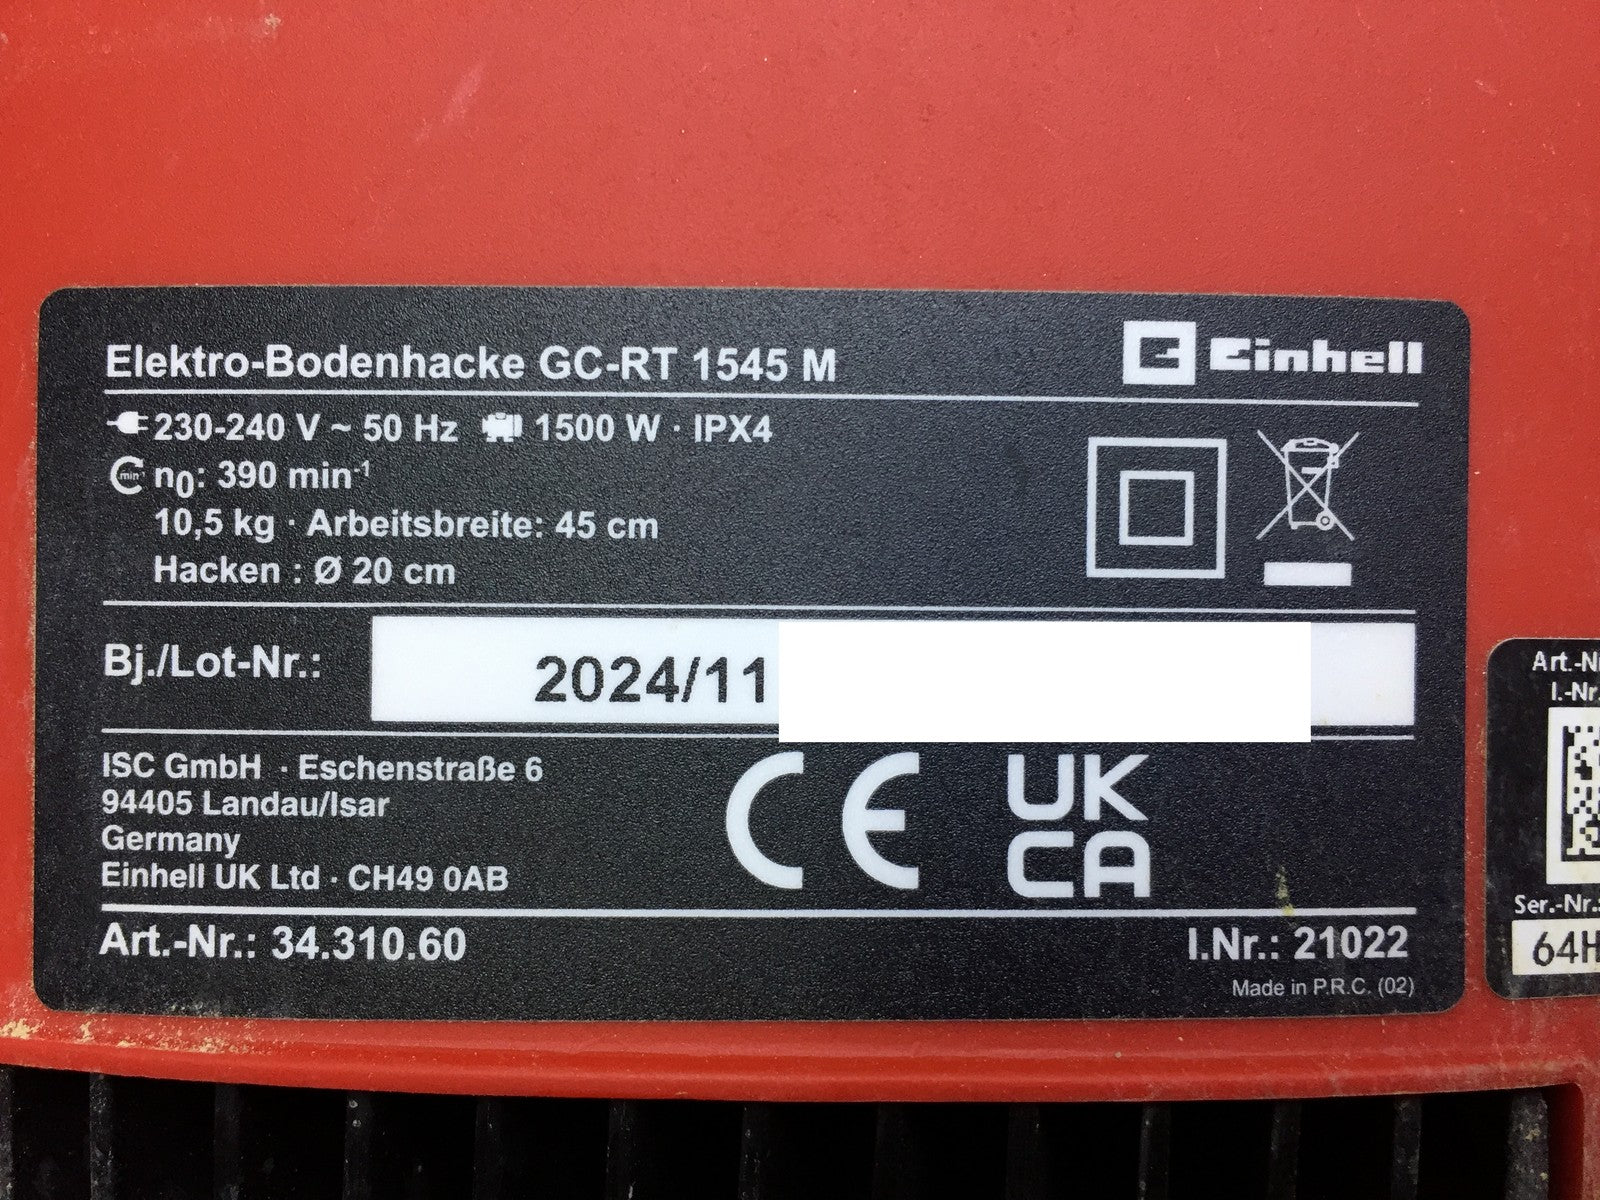 Elektro-Bodenhacke GC-RT 1545 M
Einhell
230-240 V ~ 50 Hz 1500 W · IPX4
min⁻¹ n₀: 390 min⁻¹
10,5 kg · Arbeitsbreite: 45 cm
Hacken : Ø 20 cm
Bj./Lot-Nr.: 2024/11
ISC GmbH · Eschenstraße 6
94405 Landau/Isar
Germany
Einhell UK Ltd · CH49 0AB
CE
UK
CA
Art.-Nr.: 34.310.60
I.Nr.: 21022
Made in P.R.C. (02)
I.-Nr.
Ser.-Nr.:
64H